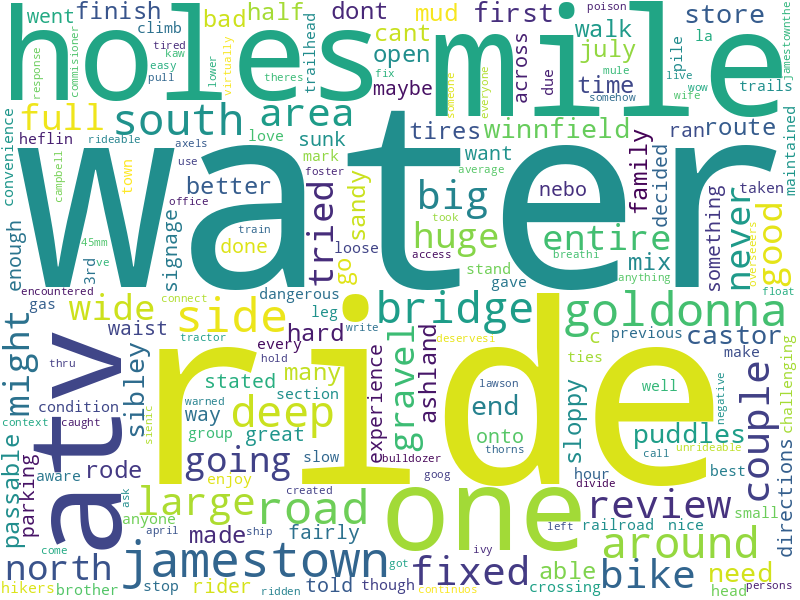 went finish bad half dont first mud walk store
climb tired poison la
holes mile
response kaw easy pull commisioner lower virtually theres trailhead cant open maybe across july time due pile fix mule live wow wife somehow trails jamestownthe
full south area tires winnfield ran route
someone everyone
convenience heflin rideable axels love sunk want maintained
water
campbell better use mark foster average nebo family decided taken something never good
town office tried sandy big took huge entire mix
enough signage done train loose go access breathi anything overseeers float
encountered 3rd 45mm ve connect dangerous stand gave
gas wide side leg write bridge goldonna
thru waist hard every deservesi c previous castor
might atv tractor hold gravel ashland ties make
sibley stated many experience section couple challenging
ride
condition way deep warned lawson end well
context caught group great onto sloppy puddles negative
passable parking aware rode going slow bulldozer thorns hour call unrideable best directions
sienic enjoy goog divide
ask large road created one review small
anyone made fairly left railroad nice around
north april ship rider told ivy able need
come jamestown got fixed bike
hikers brother stop ridden though continuos crossing head persons